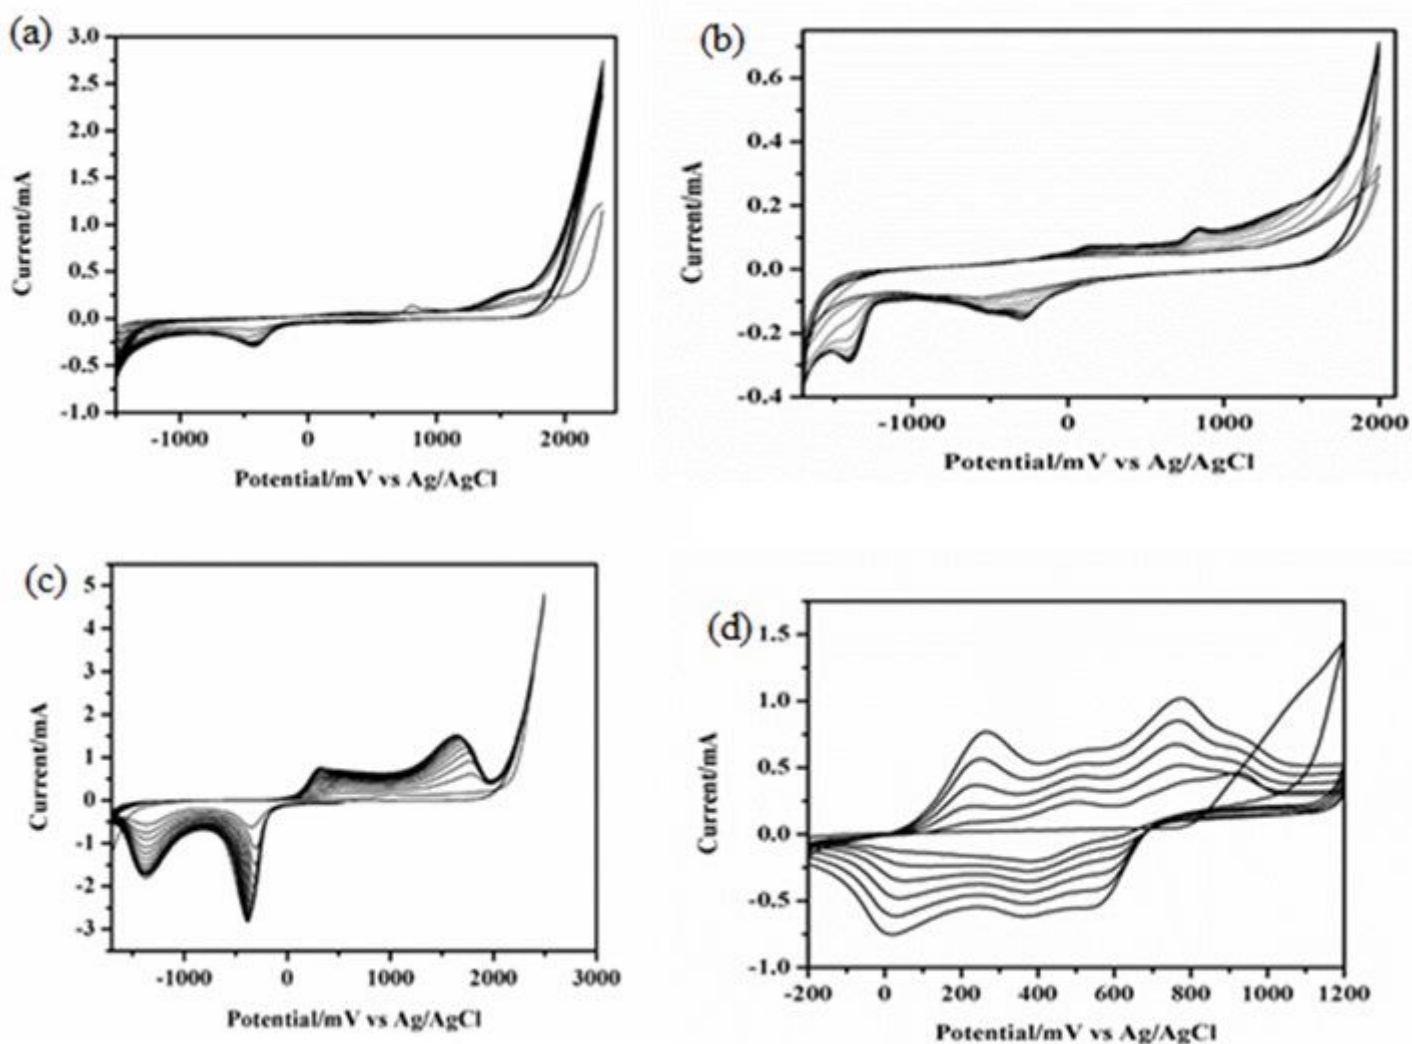 (a)
3.0
2.5
2.0
1.5
1.0
0.5
0.0
-0.5
-1.0
Current/mA
-1000 0 1000 2000
Potential/mV vs Ag/AgCl
(b)
0.6
0.4
0.2
0.0
-0.2
-0.4
Current/mA
-1000 0 1000 2000
Potential/mV vs Ag/AgCl
(c)
5
4
3
2
1
0
-1
-2
-3
Current/mA
-1000 0 1000 2000 3000
Potential/mV vs Ag/AgCl
(d)
1.5
1.0
0.5
0.0
-0.5
-1.0
Current/mA
-200 0 200 400 600 800 1000 1200
Potential/mV vs Ag/AgCl